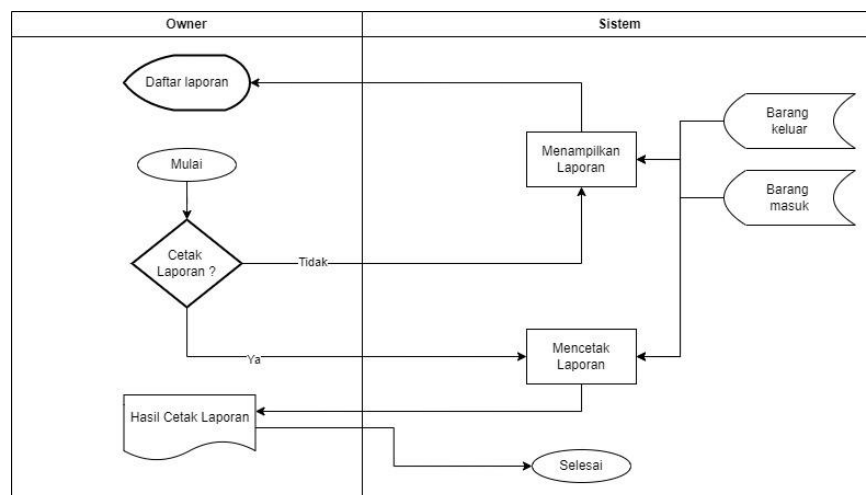 Owner
Sistem
Daftar laporan
Barang
keluar
Menampilkan
Laporan
Mulai
Barang
masuk
Cetak
Laporan ?
Tidak
Ya
Mencetak
Laporan
Hasil Cetak Laporan
Selesai